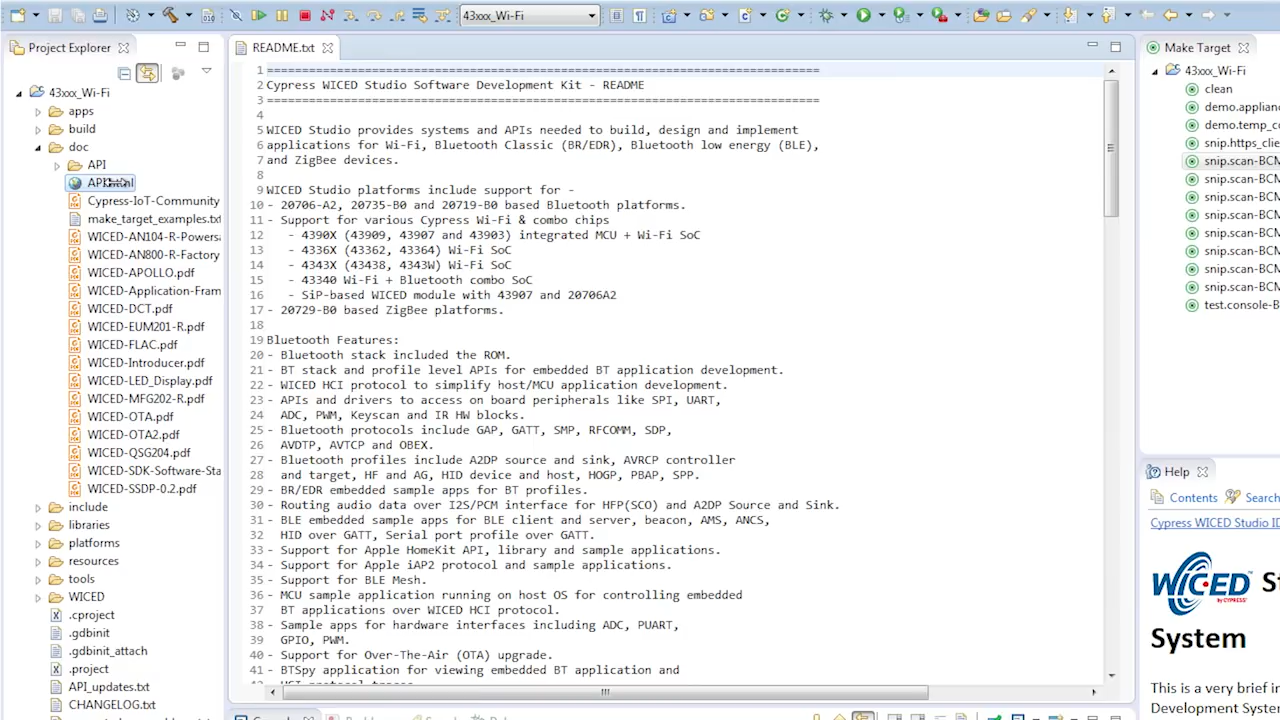 43xxx_Wi-Fi
Project Explorer
43xxx_Wi-Fi
apps
build
doc
API
Cypress-IoT-Community
make_target_examples.tx
WICED-AN104-R-Powers
WICED-AN800-R-Factory
WICED-APOLLO.pdf
WICED-Application-Fram
WICED-DCT.pdf
WICED-EUM201-R.pdf
WICED-FLAC.pdf
WICED-Introducer.pdf
WICED-LED_Display.pdf
WICED-MFG202-R.pdf
WICED-OTA.pdf
WICED-OTA2.pdf
WICED-QSG204.pdf
WICED-SDK-Software-Sta
WICED-SSDP-0.2.pdf
include
libraries
platforms
resources
tools
WICED
.cproject
.gdbinit
.gdbinit_attach
.project
API_updates.txt
CHANGELOG.txt
README.txt
1 ===============================================================================
2 Cypress WICED Studio Software Development Kit - README
3 ===============================================================================
4
5 WICED Studio provides systems and APIs needed to build, design and implement
6 applications for Wi-Fi, Bluetooth Classic (BR/EDR), Bluetooth low energy (BLE),
7 and ZigBee devices.
8
9 WICED Studio platforms include support for -
10 - 20706-A2, 20735-B0 and 20719-B0 based Bluetooth platforms.
11 - Support for various Cypress Wi-Fi & combo chips
12 - 4390X (43909, 43907 and 43903) integrated MCU + Wi-Fi SoC
13 - 4336X (43362, 43364) Wi-Fi SoC
14 - 4343X (43438, 4343W) Wi-Fi SoC
15 - 43340 Wi-Fi + Bluetooth combo SoC
16 - SiP-based WICED module with 43907 and 20706A2
17 - 20729-B0 based ZigBee platforms.
18
19 Bluetooth Features:
20 - Bluetooth stack included the ROM.
21 - BT stack and profile level APIs for embedded BT application development.
22 - WICED HCI protocol to simplify host/MCU application development.
23 - APIs and drivers to access on board peripherals like SPI, UART,
24 ADC, PWM, Keyscan and IR HW blocks.
25 - Bluetooth protocols include GAP, GATT, SMP, RFCOMM, SDP,
26 AVDTP, AVTCP and OBEX.
27 - Bluetooth profiles include A2DP source and sink, AVRCP controller
28 and target, HF and AG, HID device and host, HOGP, PBAP, SPP.
29 - BR/EDR embedded sample apps for BT profiles.
30 - Routing audio data over I2S/PCM interface for HFP(SCO) and A2DP Source and Sink.
31 - BLE embedded sample apps for BLE client and server, beacon, AMS, ANCS,
32 HID over GATT, Serial port profile over GATT.
33 - Support for Apple HomeKit API, library and sample applications.
34 - Support for Apple iAP2 protocol and sample applications.
35 - Support for BLE Mesh.
36 - MCU sample application running on host OS for controlling embedded
37 BT applications over WICED HCI protocol.
38 - Sample apps for hardware interfaces including ADC, PUART,
39 GPIO, PWM.
40 - Support for Over-The-Air (OTA) upgrade.
41 - BTSpy application for viewing embedded BT application and
Make Target
43xxx_Wi-Fi
clean
demo.applianc
demo.temp_co
snip.https_clie
snip.scan-BCM
snip.scan-BCM
snip.scan-BCM
snip.scan-BCM
snip.scan-BCM
snip.scan-BCM
snip.scan-BCM
snip.scan-BCM
test.console-B
Help
Contents
Search
Cypress WICED Studio ID
WICED
BY CYPRESS
System
This is a very brief in
Development System